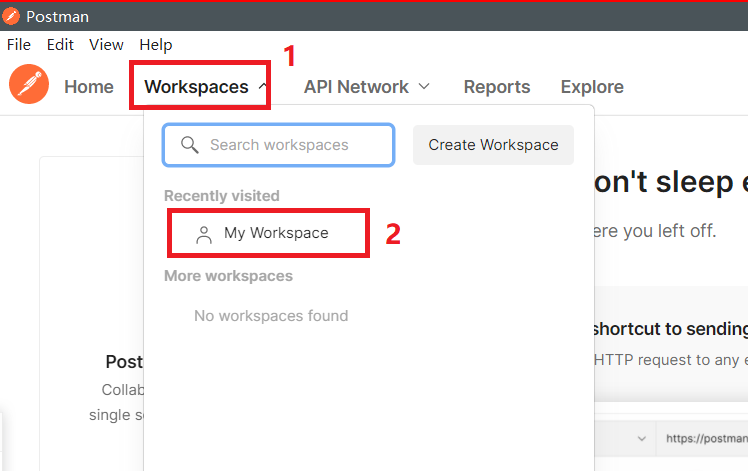 Postman
File Edit View Help
1
Home Workspaces API Network Reports Explore
Search workspaces Create Workspace
on't sleep
Recently visited
My Workspace 2
ere you left off.
More workspaces
No workspaces found
shortcut to sending
Post
HTTP request to any e
Collab
single s
https://postman